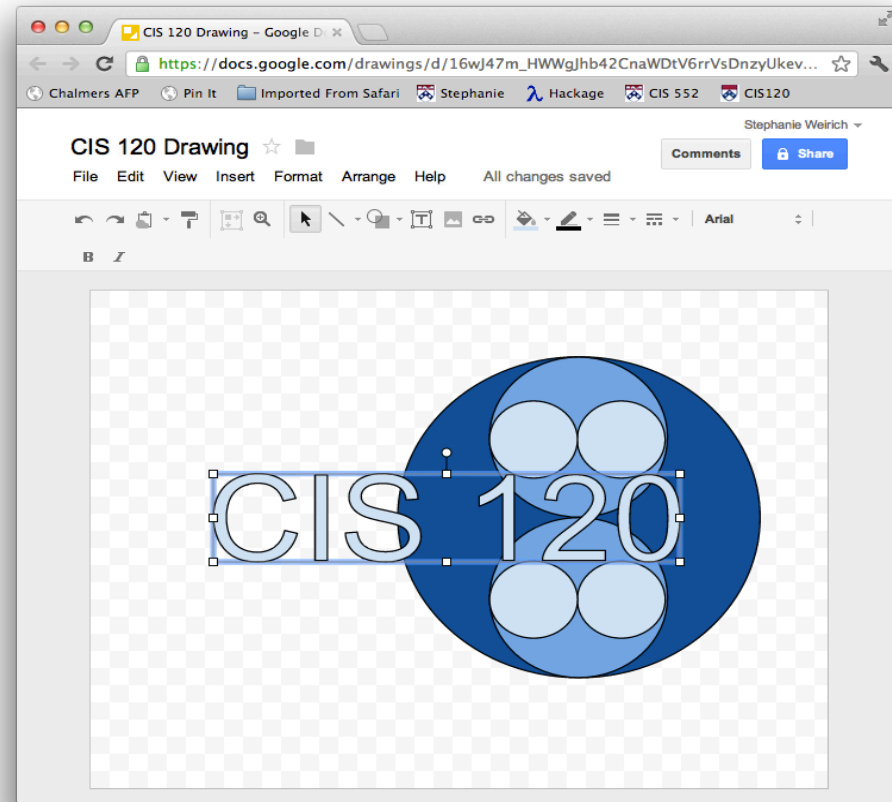 CIS 120 Drawing – Google D
https://docs.google.com/drawings/d/16wJ47m_HWWgJhb42CnaWDtV6rrVsDnzyUkev...
Chalmers AFP Pin It Imported From Safari Stephanie λ Hackage CIS 552 CIS120
Stephanie Weirich
CIS 120 Drawing
Comments Share
File Edit View Insert Format Arrange Help All changes saved
Arial
B I
CIS 120